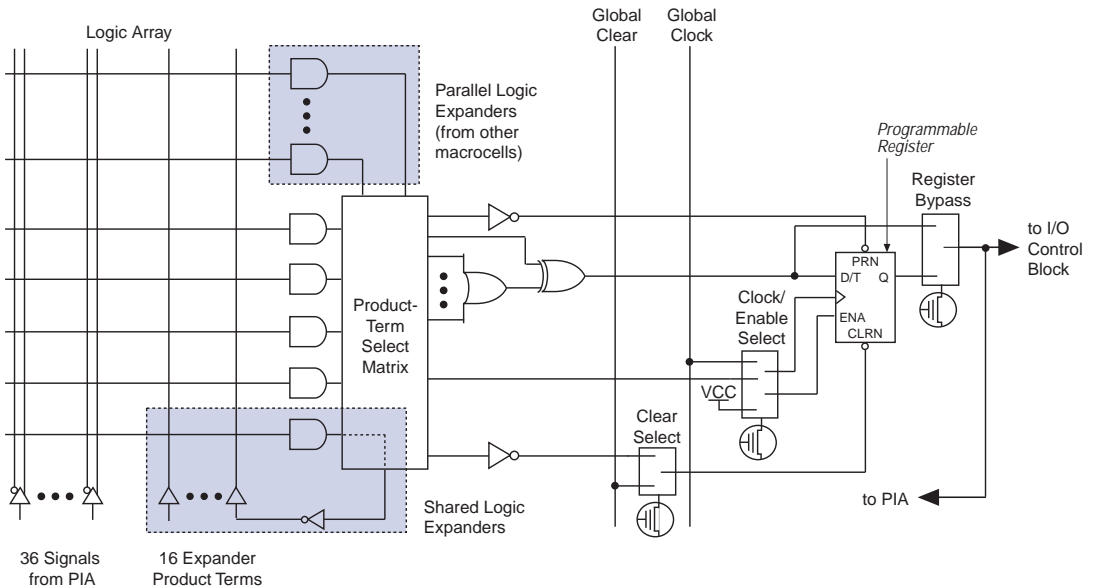 Logic Array
Global
Clear
Global
Clock
Parallel Logic
Expanders
(from other
macrocells)
Programmable
Register
Register
Bypass
to I/O
Control
Block
PRN
D/T
Q
ENA
CLRN
Clock/
Enable
Select
Product-
Term
Select
Matrix
VCC
Clear
Select
Shared Logic
Expanders
to PIA
36 Signals
from PIA
16 Expander
Product Terms